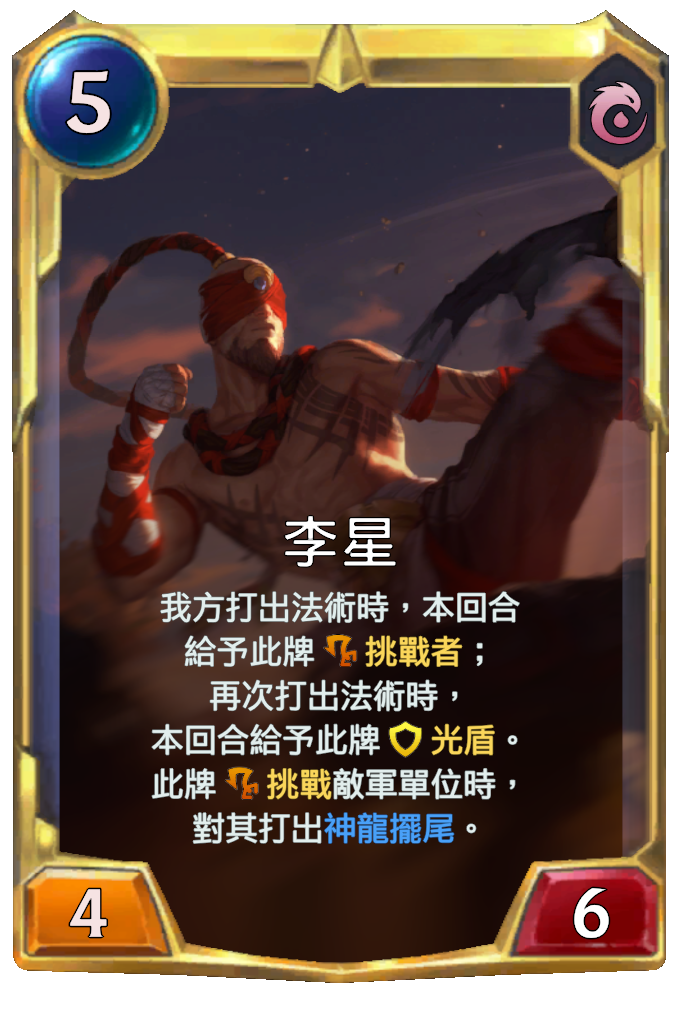 5
李星
我方打出法術時，本回合
給予此牌 挑戰者；
再次打出法術時，
本回合給予此牌 光盾。
此牌 挑戰敵軍單位時，
對其打出神龍擺尾。
4
6